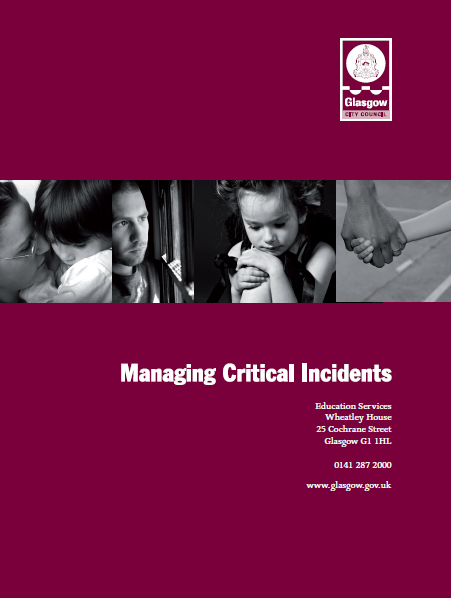 Glasgow
CITY COUNCIL
Managing Critical Incidents
Education Services
Wheatley House
25 Cochrane Street
Glasgow G1 1HL
0141 287 2000
www.glasgow.gov.uk